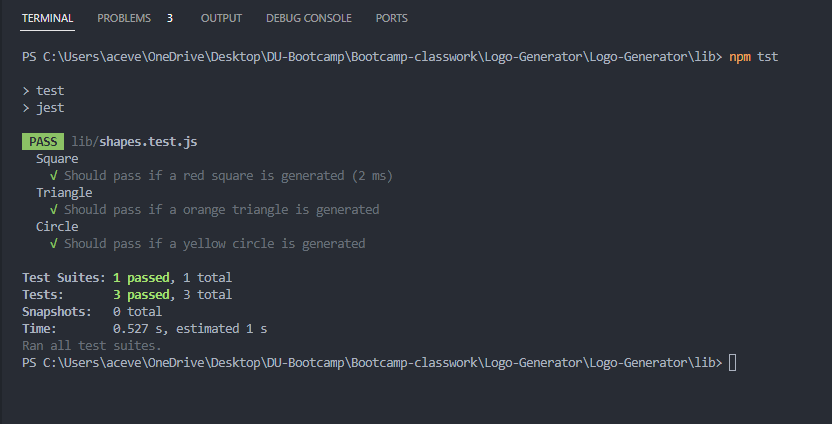 TERMINAL PROBLEMS 3 OUTPUT DEBUG CONSOLE PORTS
PS C:\Users\aceve\OneDrive\Desktop\DU-Bootcamp\Bootcamp-classwork\Logo-Generator\Logo-Generator\lib> npm tst
> test
> jest
PASS lib/shapes.test.js
Square
√ Should pass if a red square is generated (2 ms)
Triangle
√ Should pass if a orange triangle is generated
Circle
√ Should pass if a yellow circle is generated
Test Suites: 1 passed, 1 total
Tests: 3 passed, 3 total
Snapshots: 0 total
Time: 0.527 s, estimated 1 s
Ran all test suites.
PS C:\Users\aceve\OneDrive\Desktop\DU-Bootcamp\Bootcamp-classwork\Logo-Generator\Logo-Generator\lib>